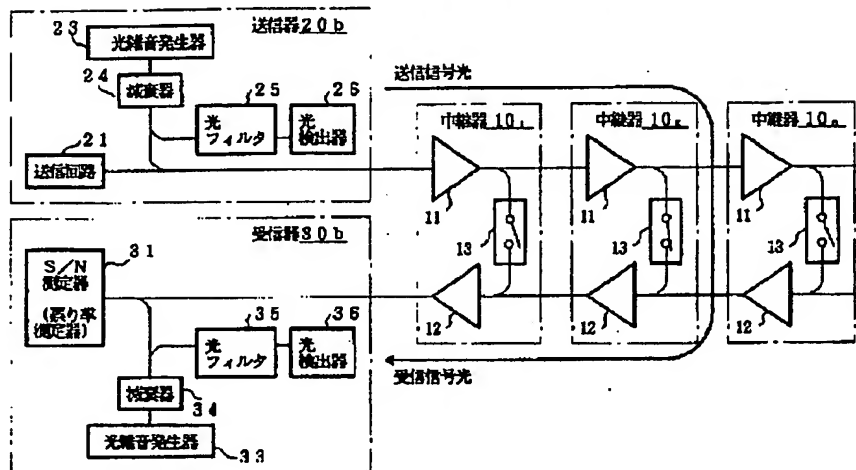 送信器20b
23
光雑音発生器
24
減衰器
25
光
フィルタ
26
光
検出器
21
送信回路
送信信号光
中継器10₁
11
13
12
中継器
11
13
12
中継器10ₙ
11
13
12
受信器30b
31
S/N
測定器
(誤り率
測定器)
35
光
フィルタ
36
光
検出器
減衰器
34
光雑音発生器
33
受信信号光